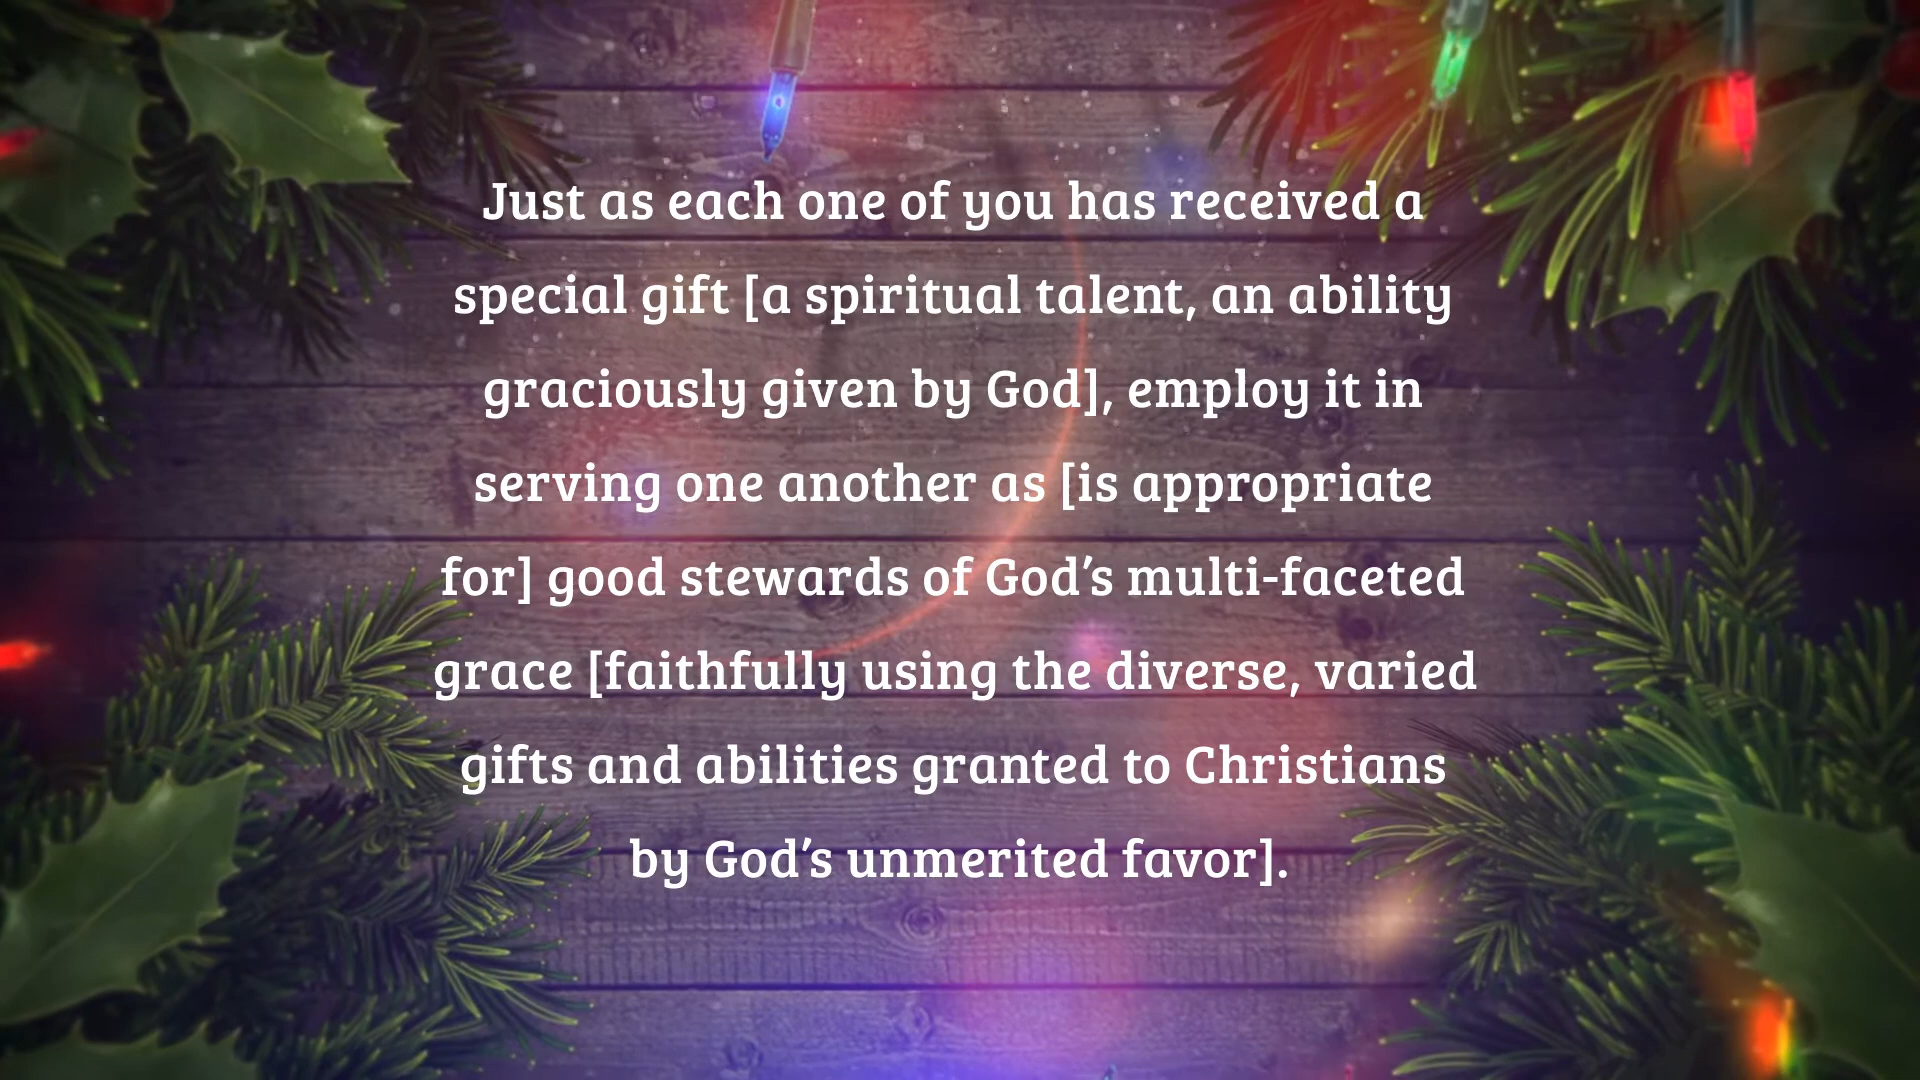 Just as each one of you has received a
special gift [a spiritual talent, an ability
graciously given by God], employ it in
serving one another as [is appropriate
for] good stewards of God’s multi-faceted
grace [faithfully using the diverse, varied
gifts and abilities granted to Christians
by God’s unmerited favor].